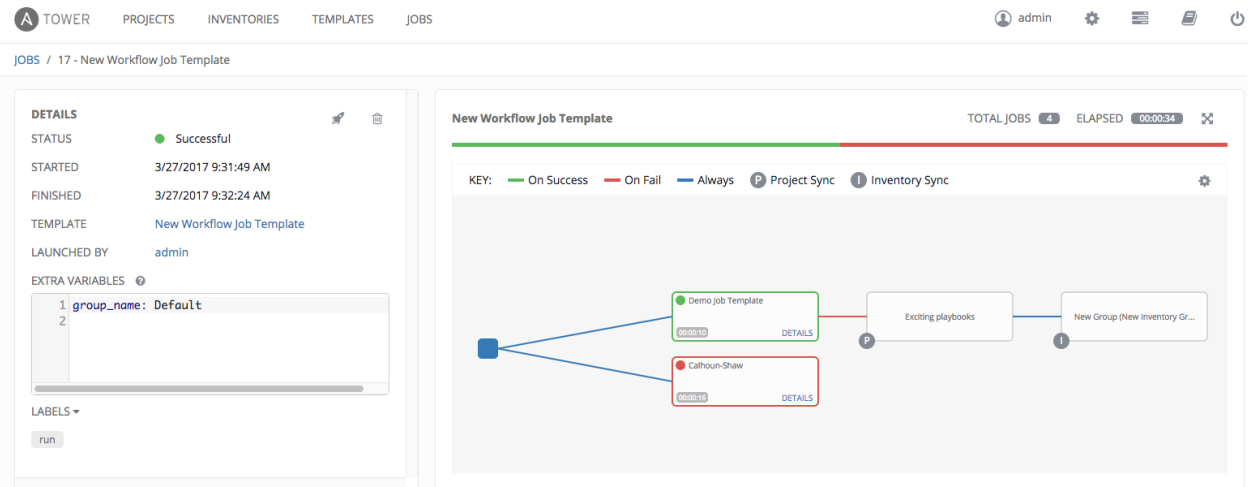 A TOWER PROJECTS INVENTORIES TEMPLATES JOBS admin
JOBS / 17 - New Workflow Job Template
DETAILS
STATUS Successful
STARTED 3/27/2017 9:31:49 AM
FINISHED 3/27/2017 9:32:24 AM
TEMPLATE New Workflow Job Template
LAUNCHED BY admin
EXTRA VARIABLES ?
1 group_name: Default
2
LABELS
run
New Workflow Job Template TOTAL JOBS 4 ELAPSED 00:00:34
KEY: On Success On Fail Always P Project Sync I Inventory Sync
Demo Job Template
00:00:10 DETAILS
Exciting playbooks
P
New Group (New Inventory Gr...
I
Calhoun-Shaw
00:00:16 DETAILS